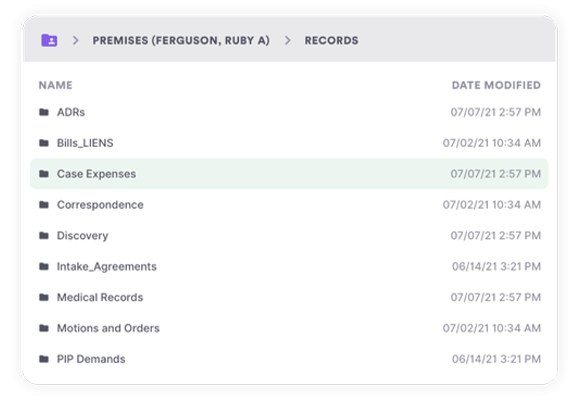 PREMISES (FERGUSON, RUBY A) RECORDS
NAME DATE MODIFIED
ADRs 07/07/21 2:57 PM
Bills_LIENS 07/02/21 10:34 AM
Case Expenses 07/07/21 2:57 PM
Correspondence 07/02/21 10:34 AM
Discovery 07/07/21 2:57 PM
Intake_Agreements 06/14/21 3:21 PM
Medical Records 07/07/21 2:57 PM
Motions and Orders 07/02/21 10:34 AM
PIP Demands 06/14/21 3:21 PM